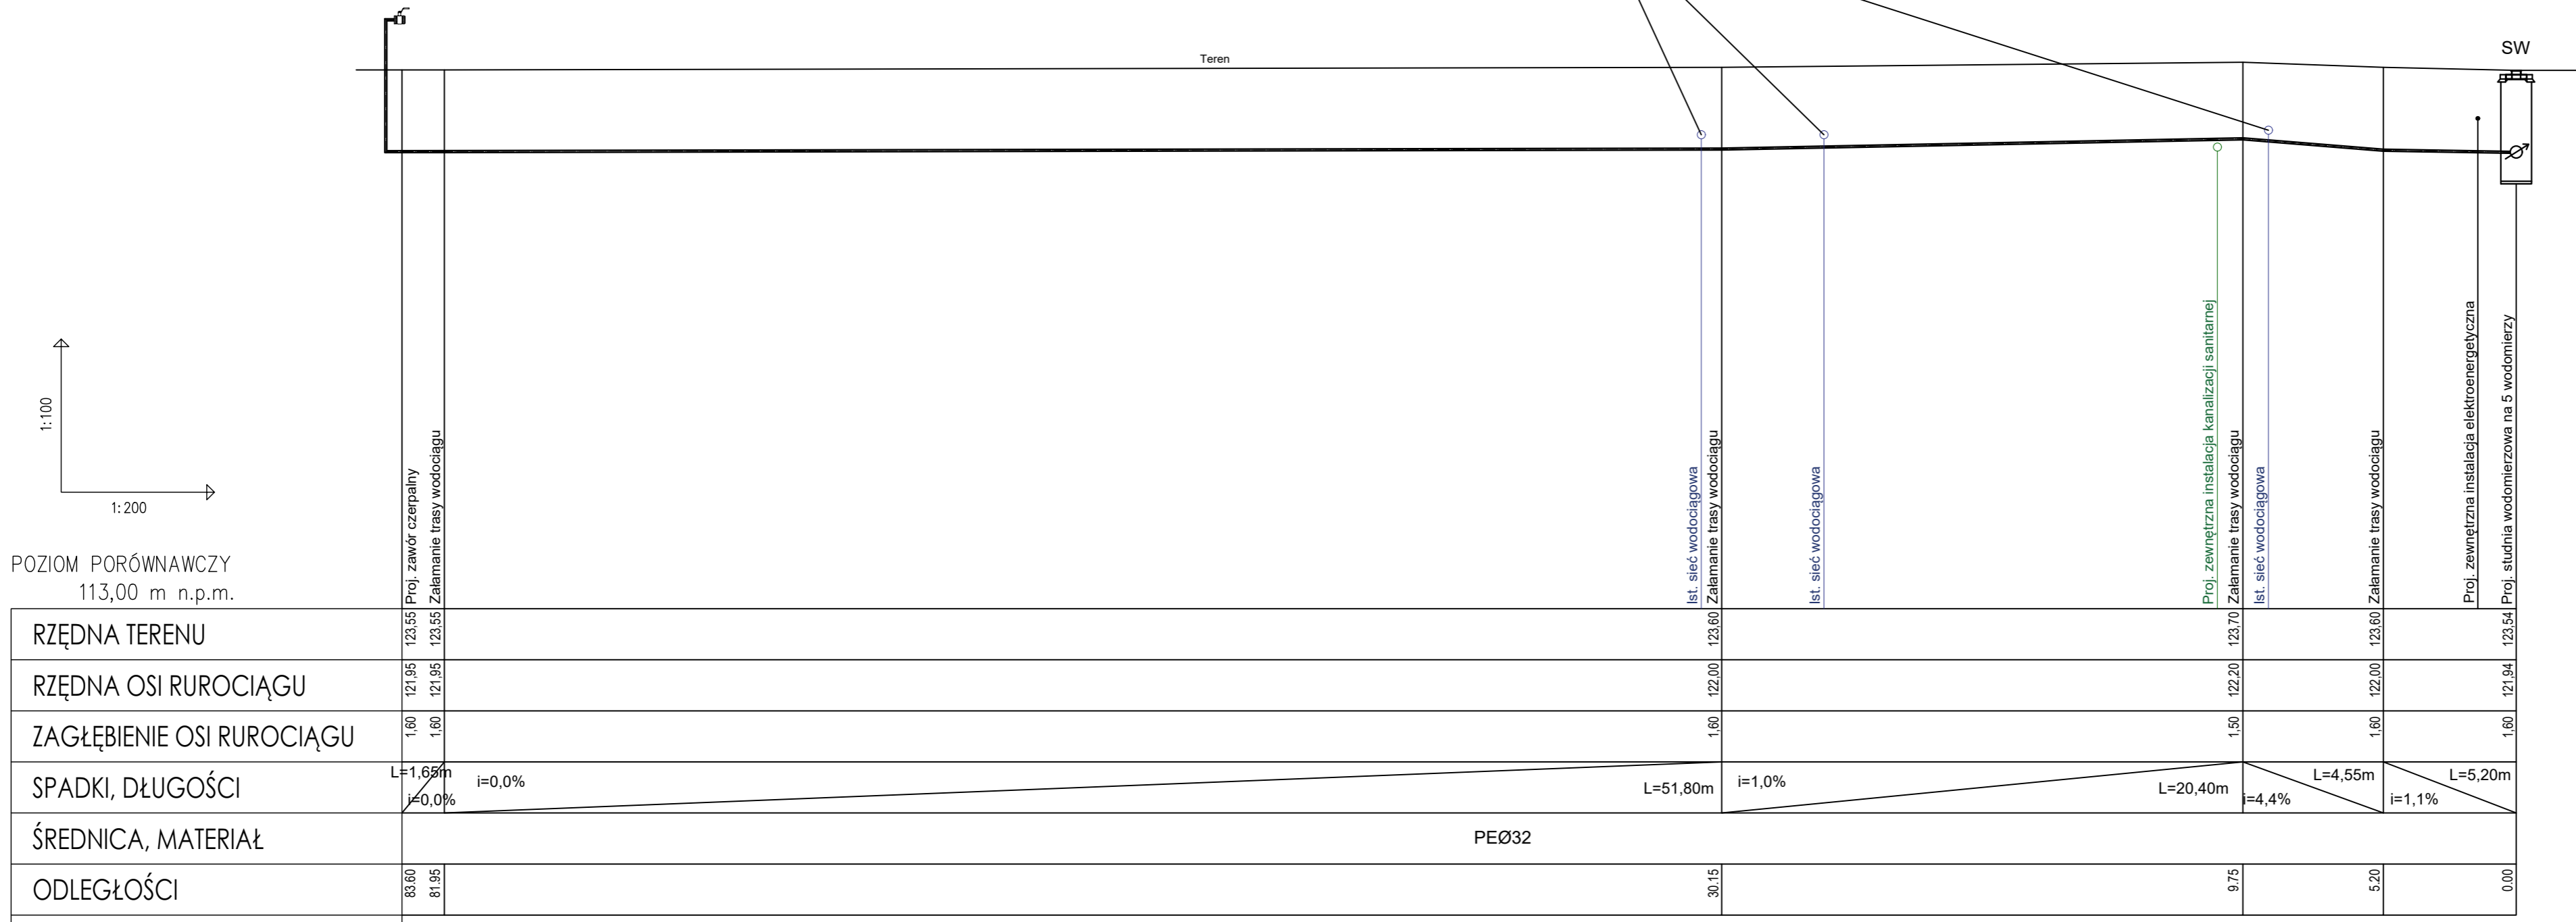 SW
Teren
1:100
1:200
POZIOM PORÓWNAWCZY
113,00 m n.p.m.
Proj. zawór czerpalny
Załamanie trasy wodociągu
Ist. sieć wodociągowa
Załamanie trasy wodociągu
Ist. sieć wodociągowa
Proj. zewnętrzna instalacja kanalizacji sanitarnej
Załamanie trasy wodociągu
Ist. sieć wodociągowa
Załamanie trasy wodociągu
Proj. zewnętrzna instalacja elektroenergetyczna
Proj. studnia wodomierzowa na 5 wodomierzy
RZĘDNA TERENU
123,55
123,55
123,60
123,70
123,60
123,54
RZĘDNA OSI RUROCIĄGU
121,95
121,95
122,00
122,20
122,00
121,94
ZAGŁĘBIENIE OSI RUROCIĄGU
1,60
1,60
1,60
1,50
1,60
1,60
SPADKI, DŁUGOŚCI
L=1,65m
i=0,0%
i=0,0%
L=51,80m
i=1,0%
L=20,40m
i=4,4%
L=4,55m
i=1,1%
L=5,20m
ŚREDNICA, MATERIAŁ
PEØ32
ODLEGŁOŚCI
83.60
81.95
30.15
9.75
5.20
0.00